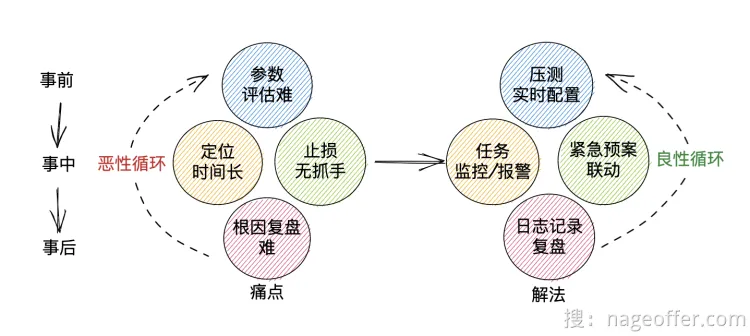 事前
事中
事后
恶性循环
参数
评估难
定位
时间长
止损
无抓手
根因复盘
难
痛点
压测
实时配置
任务
监控/报警
紧急预案
联动
日志记录
复盘
解法
良性循环
搜：nageoffer.com